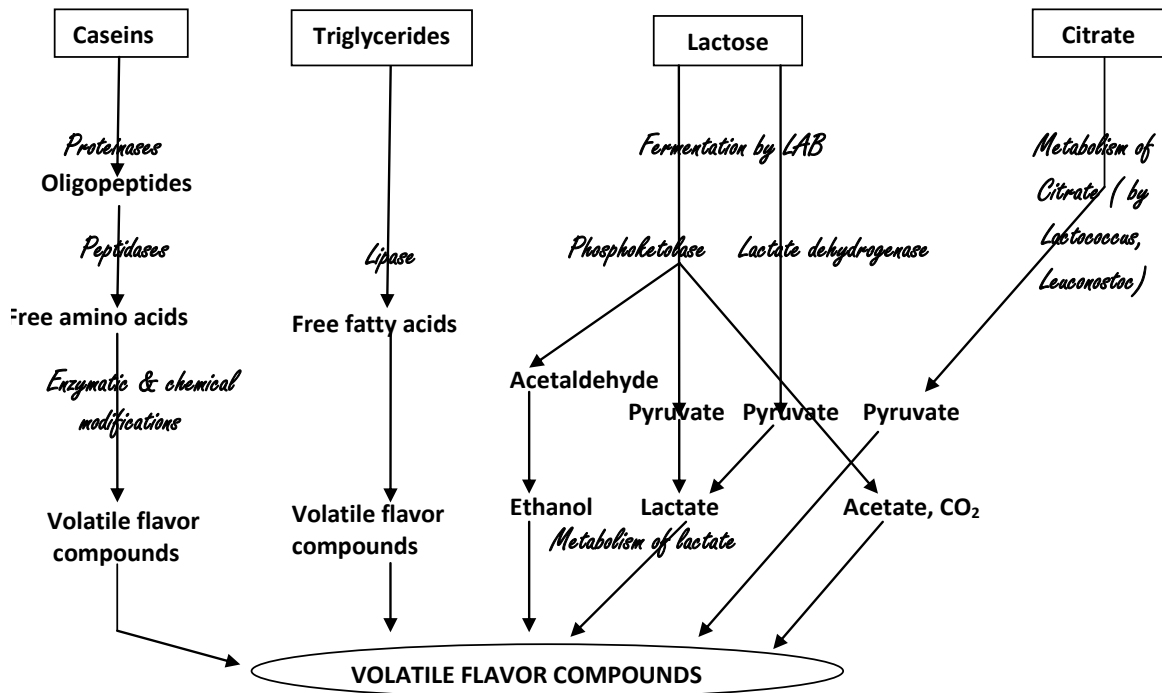 Caseins
Triglycerides
Lactose
Citrate
Proteinases
Oligopeptides
Fermentation by LAB
Metabolism of
Citrate ( by
Lactococcus,
Leuconostoc)
Peptidases
Lipase
Phosphoketolase
Lactate dehydrogenase
Free amino acids
Free fatty acids
Enzymatic & chemical
modifications
Acetaldehyde
Pyruvate
Pyruvate
Pyruvate
Volatile flavor
compounds
Volatile flavor
compounds
Ethanol
Lactate
Acetate, CO₂
Metabolism of lactate
VOLATILE FLAVOR COMPOUNDS